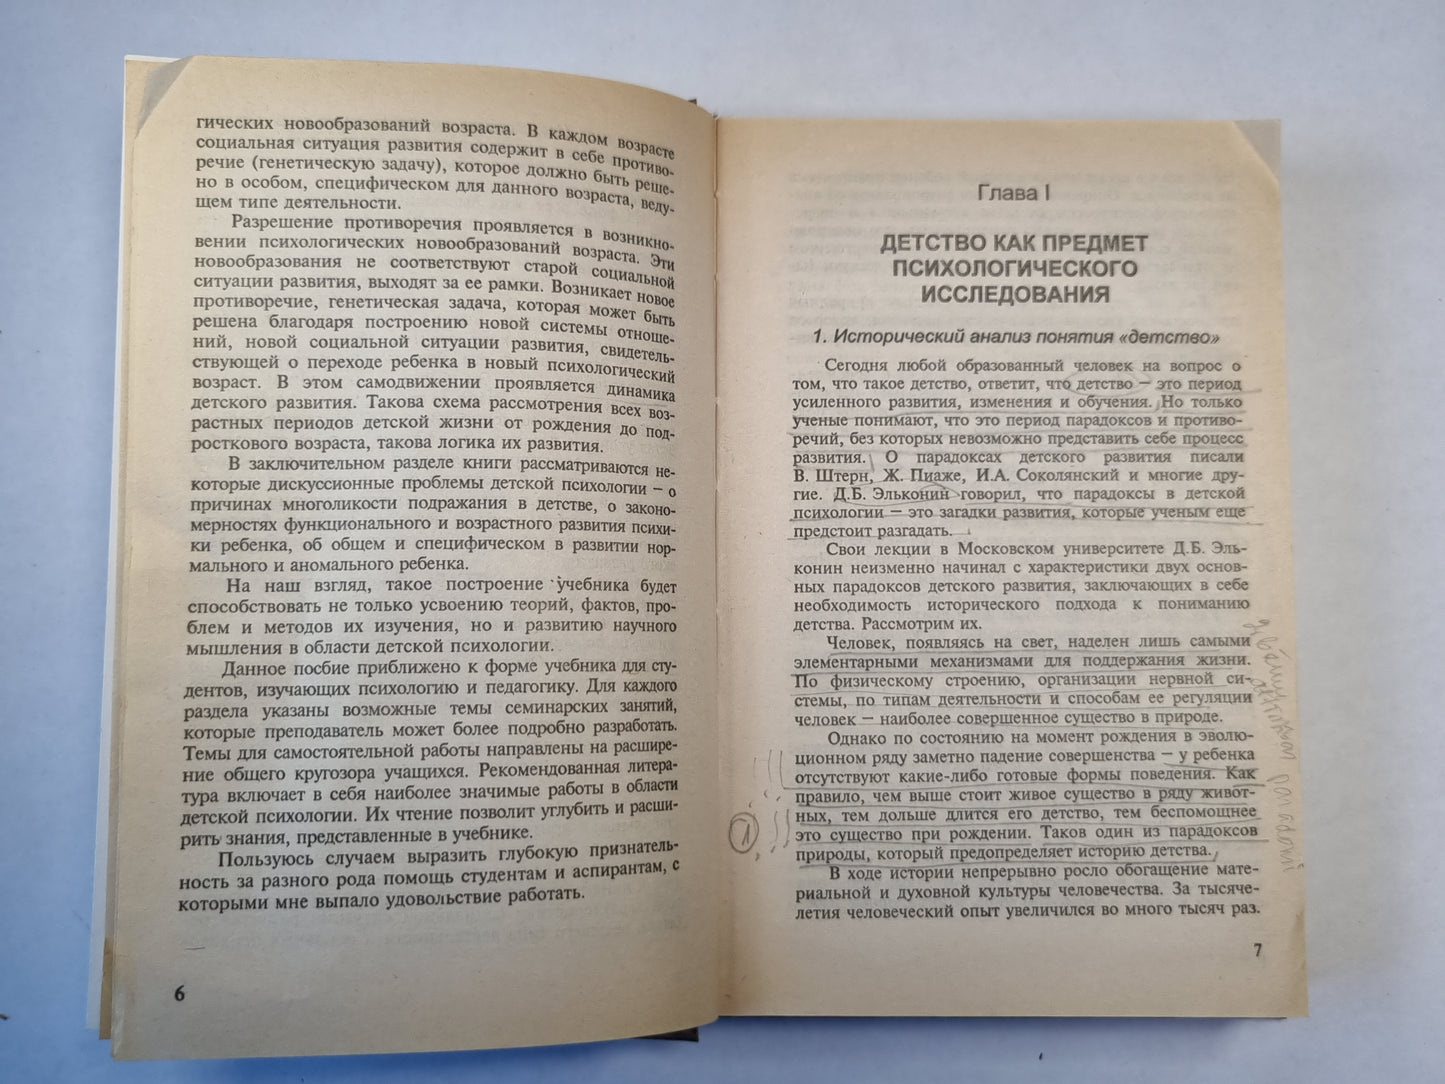 гических новообразований возраста. В каждом возрасте
социальная ситуация развития содержит в себе противо-
речие (генетическую задачу), которое должно быть реше-
но в особом, специфическом для данного возраста, веду-
щем типе деятельности.
Разрешение противоречия проявляется в возникно-
вении психологических новообразований возраста. Эти
новообразования не соответствуют старой социальной
ситуации развития, выходят за ее рамки. Возникает новое
противоречие, генетическая задача, которая может быть
решена благодаря построению новой системы отноше-
ний, новой социальной ситуации развития, свидетель-
ствующей о переходе ребенка в новый психологический
возраст. В этом самодвижении проявляется динамика
детского развития. Такова схема рассмотрения всех воз-
растных периодов детской жизни от рождения до под-
росткового возраста, такова логика их развития.
В заключительном разделе книги рассматриваются не-
которые дискуссионные проблемы детской психологии – о
причинах многоликости подражания в детстве, о законо-
мерностях функционального и возрастного развития психи-
ки ребенка, об общем и специфическом в развитии нор-
мального и аномального ребенка.
На наш взгляд, такое построение учебника будет
способствовать не только усвоению теорий, фактов, про-
блем и методов их изучения, но и развитию научного
мышления в области детской психологии.
Данное пособие приближено к форме учебника для сту-
дентов, изучающих психологию и педагогику. Для каждого
раздела указаны возможные темы семинарских занятий,
которые преподаватель может более подробно разработать.
Темы для самостоятельной работы направлены на расшире-
ние общего кругозора учащихся. Рекомендованная литера-
тура включает в себя наиболее значимые работы в области
детской психологии. Их чтение позволит углубить и расши-
рить знания, представленные в учебнике.
Пользуюсь случаем выразить глубокую признатель-
ность за разного рода помощь студентам и аспирантам, с
которыми мне выпало удовольствие работать.
6
Глава I
ДЕТСТВО КАК ПРЕДМЕТ
ПСИХОЛОГИЧЕСКОГО
ИССЛЕДОВАНИЯ
1. Исторический анализ понятия «детство»
Сегодня любой образованный человек на вопрос о
том, что такое детство, ответит, что детство – это период
усиленного развития, изменения и обучения. Но только
ученые понимают, что это период парадоксов и противо-
речий, без которых невозможно представить себе процесс
развития. О парадоксах детского развития писали
В. Штерн, Ж. Пиаже, И.А. Соколянский и многие дру-
гие. Д.Б. Эльконин говорил, что парадоксы в детской
психологии – это загадки развития, которые ученым еще
предстоит разгадать.
Свои лекции в Московском университете Д.Б. Эль-
конин неизменно начинал с характеристики двух основ-
ных парадоксов детского развития, заключающих в себе
необходимость исторического подхода к пониманию
детства. Рассмотрим их.
Человек, появляясь на свет, наделен лишь самыми
элементарными механизмами для поддержания жизни.
По физическому строению, организации нервной си-
стемы, по типам деятельности и способам ее регуляции
человек – наиболее совершенное существо в природе.
Однако по состоянию на момент рождения в эволю-
ционном ряду заметно падение совершенства – у ребенка
отсутствуют какие-либо готовые формы поведения. Как
правило, чем выше стоит живое существо в ряду живот-
ных, тем дольше длится его детство, тем беспомощнее
это существо при рождении. Таков один из парадоксов
природы, который предопределяет историю детства.
1
В ходе истории непрерывно росло обогащение мате-
риальной и духовной культуры человечества. За тысяче-
летия человеческий опыт увеличился во много тысяч раз.
7